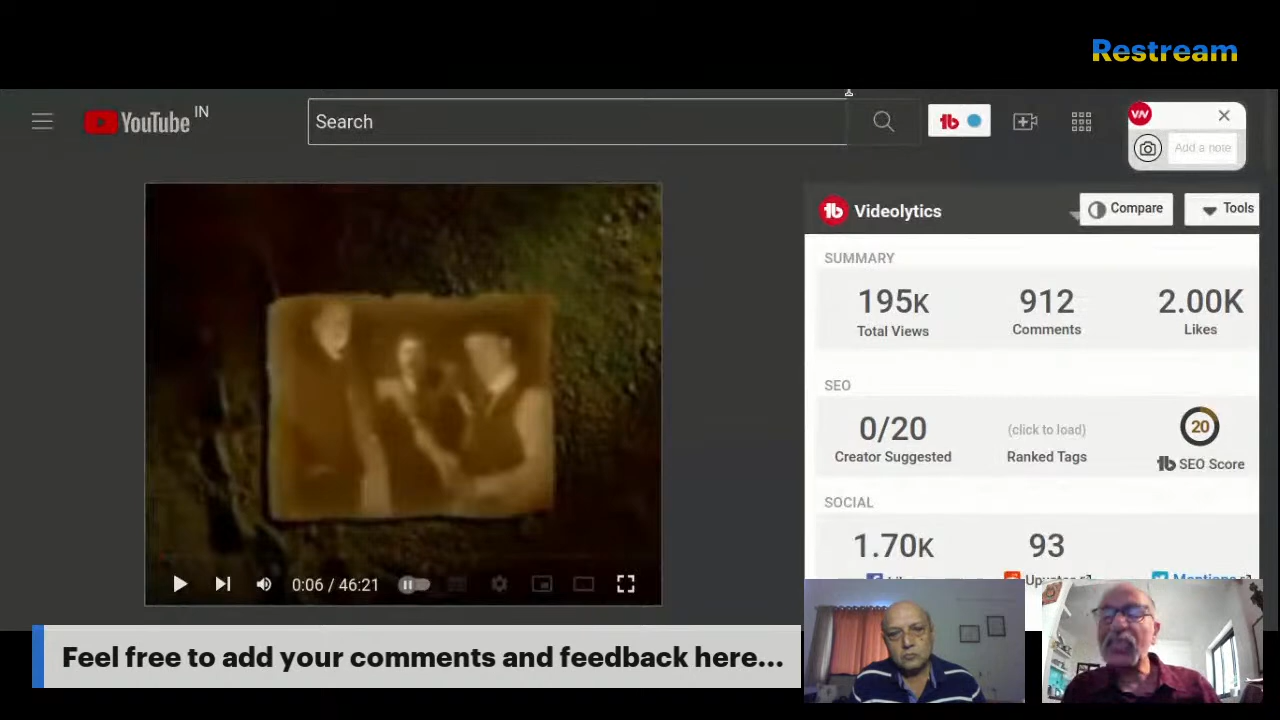 Restream
YouTube IN
Search
Add a note
Videolytics
Compare
Tools
SUMMARY
195K
912
2.00K
Total Views
Comments
Likes
SEO
0/20
(click to load)
20
Creator Suggested
Ranked Tags
SEO Score
SOCIAL
1.70K
93
Mentions
0:06 / 46:21
Feel free to add your comments and feedback here...